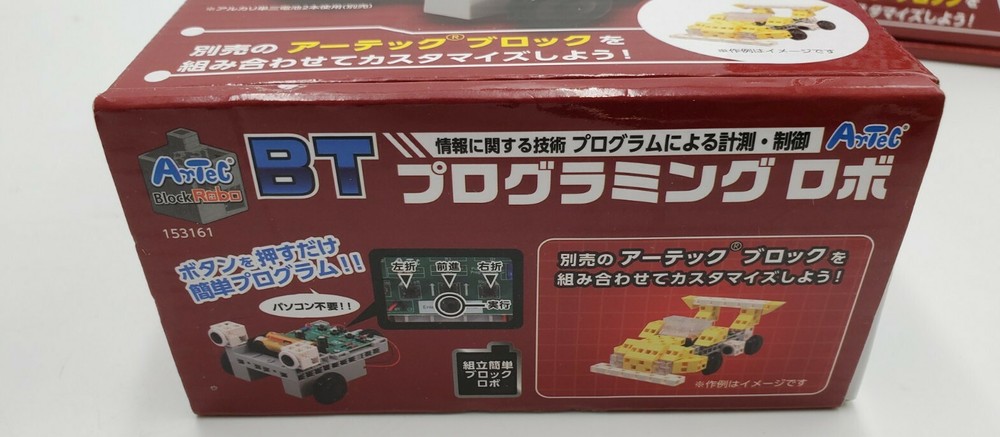 ※アルカリ単三電池2本使用(別売)
別売の アーテック®ブロックを
組み合わせてカスタマイズしよう!
※作例はイメージです
ArTeC
BlockRobo
153161
BT
情報に関する技術 プログラムによる計測・制御
ArTeC
プログラミング ロボ
ボタンを押すだけ
簡単プログラム!!
パソコン不要!!
左折
前進
右折
実行
組立簡単
ブロック
ロボ
別売の アーテック®ブロックを
組み合わせてカスタマイズしよう!
※作例はイメージです
ブロックを
マイズしよう!